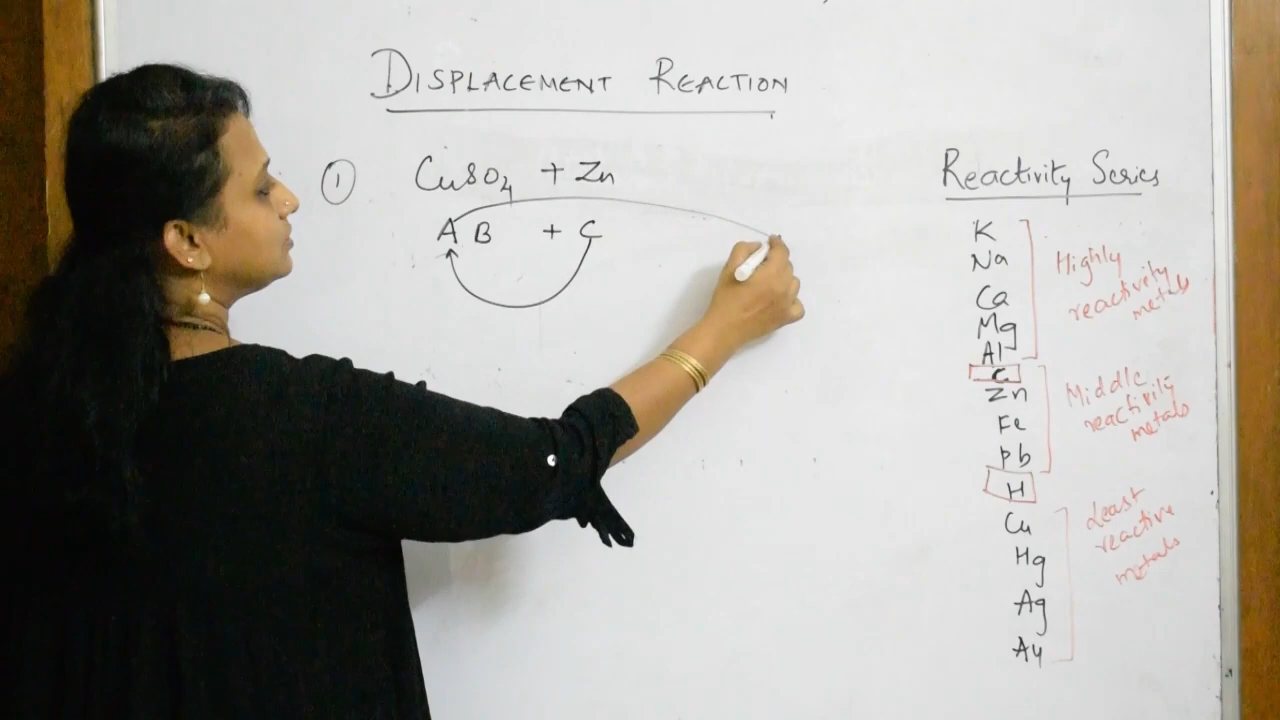 DISPLACEMENT REACTION
① CuSO4 + Zn
A B + C
Reactivity Series
K
Na
Ca
Mg
Al
Highly
reactivity
metals
C
Zn
Fe
Pb
Middle
reactivity
metals
H
Cu
Hg
Ag
Au
Least
reactive
metals